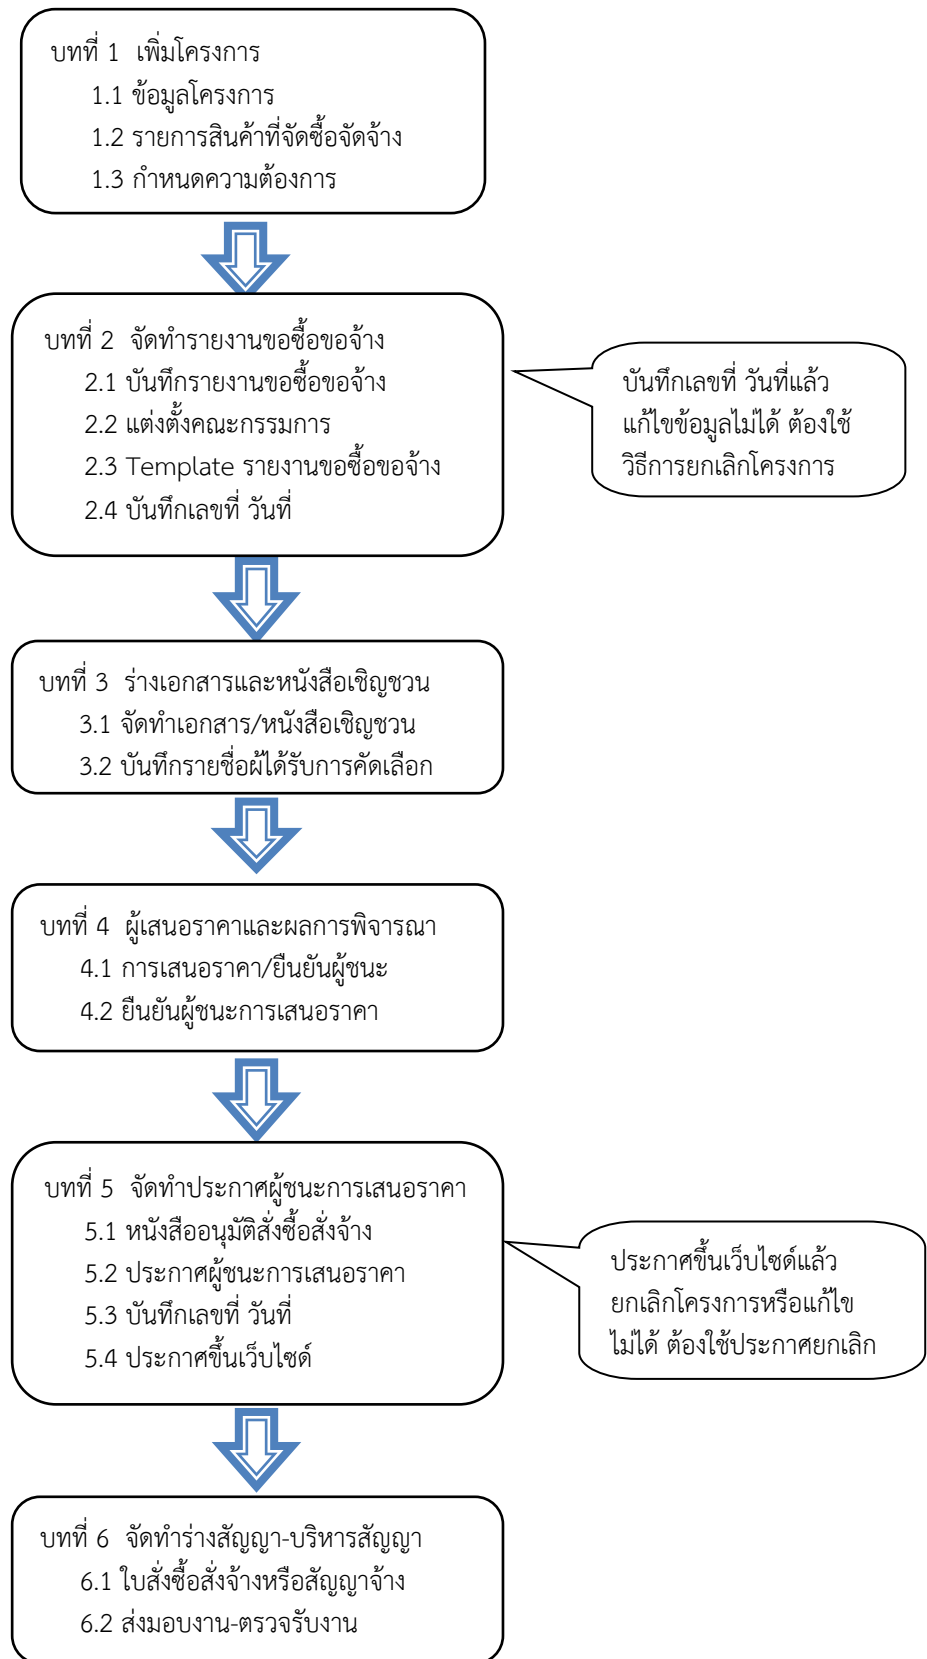 บทที่ 1 เพิ่มโครงการ
1.1 ข้อมูลโครงการ
1.2 รายการสินค้าที่จัดซื้อจัดจ้าง
1.3 กำหนดความต้องการ
บทที่ 2 จัดทำรายงานขอซื้อขอจ้าง
2.1 บันทึกรายงานขอซื้อขอจ้าง
2.2 แต่งตั้งคณะกรรมการ
2.3 Template รายงานขอซื้อขอจ้าง
2.4 บันทึกเลขที่ วันที่
บันทึกเลขที่ วันที่แล้ว
แก้ไขข้อมูลไม่ได้ ต้องใช้
วิธีการยกเลิกโครงการ
บทที่ 3 ร่างเอกสารและหนังสือเชิญชวน
3.1 จัดทำเอกสาร/หนังสือเชิญชวน
3.2 บันทึกรายชื่อผ้ได้รับการคัดเลือก
บทที่ 4 ผู้เสนอราคาและผลการพิจารณา
4.1 การเสนอราคา/ยืนยันผู้ชนะ
4.2 ยืนยันผู้ชนะการเสนอราคา
บทที่ 5 จัดทำประกาศผู้ชนะการเสนอราคา
5.1 หนังสืออนุมัติสั่งซื้อสั่งจ้าง
5.2 ประกาศผู้ชนะการเสนอราคา
5.3 บันทึกเลขที่ วันที่
5.4 ประกาศขึ้นเว็บไซด์
ประกาศขึ้นเว็บไซด์แล้ว
ยกเลิกโครงการหรือแก้ไข
ไม่ได้ ต้องใช้ประกาศยกเลิก
บทที่ 6 จัดทำร่างสัญญา-บริหารสัญญา
6.1 ใบสั่งซื้อสั่งจ้างหรือสัญญาจ้าง
6.2 ส่งมอบงาน-ตรวจรับงาน